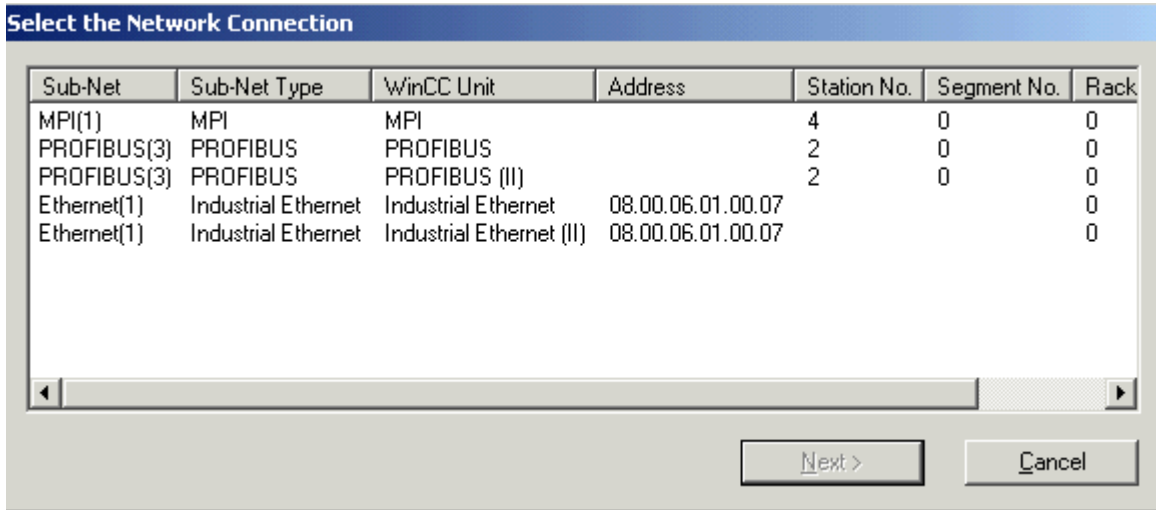 Select the Network Connection
Sub-Net Sub-Net Type WinCC Unit Address Station No. Segment No. Rack
MPI(1) MPI MPI 4 0 0
PROFIBUS(3) PROFIBUS PROFIBUS 2 0 0
PROFIBUS(3) PROFIBUS PROFIBUS (II) 2 0 0
Ethernet(1) Industrial Ethernet Industrial Ethernet 08.00.06.01.00.07 0
Ethernet(1) Industrial Ethernet Industrial Ethernet (II) 08.00.06.01.00.07 0
Next > Cancel